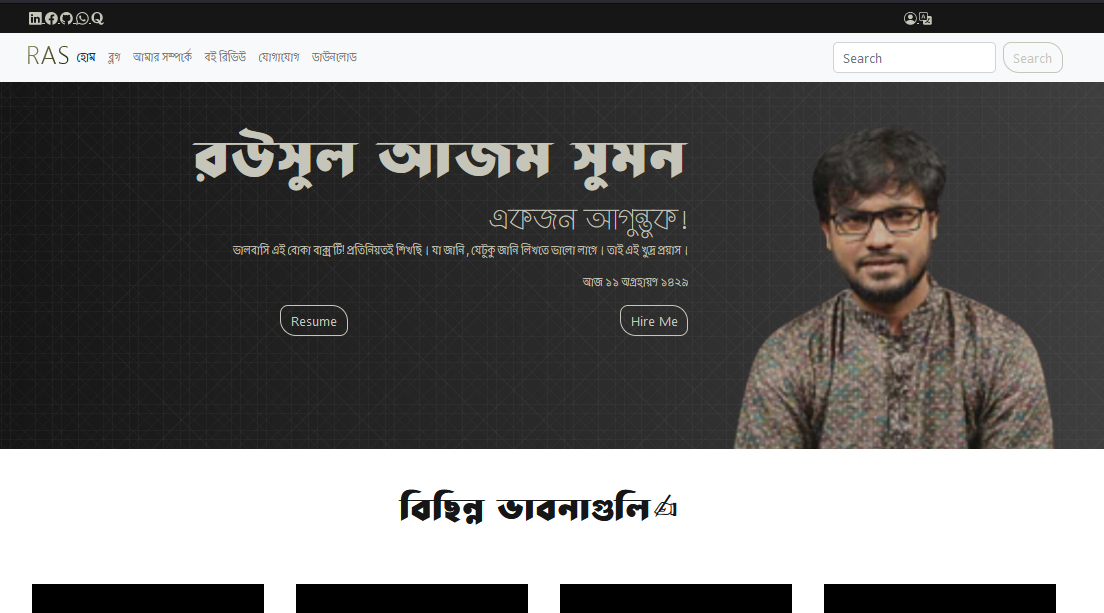 RAS হোম ব্লগ আমার সম্পর্কে বই রিভিউ যোগাযোগ ডাউনলোড Search Search
রউসুল আজম সুমন
একজন আগুন্তুক!
ভালবাসি এই বোকা বাক্সটি! প্রতিনিয়তই শিখছি। যা জানি, যেটুকু জানি লিখতে ভালো লাগে। তাই এই খুদ্র প্রয়াস।
আজ ১১ অগ্রহায়ণ ১৪২৯
Resume Hire Me
বিছিন্ন ভাবনাগুলি✍